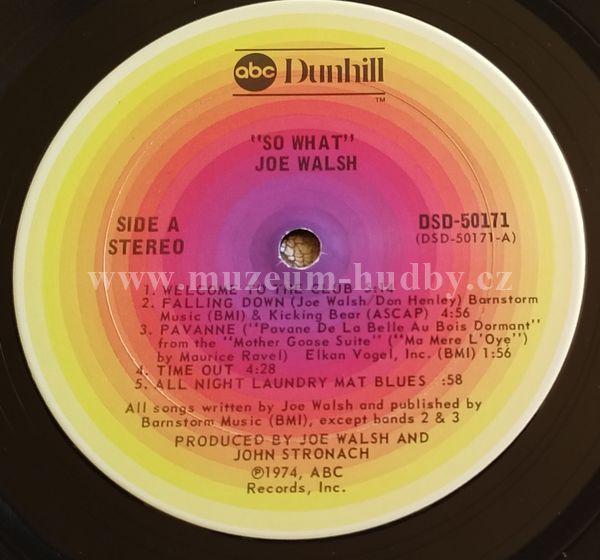 abc Dunhill
TM
"SO WHAT"
JOE WALSH
SIDE A
STEREO
DSD-50171
(DSD-50171-A)
www.muzeum-hudby.cz
1. WELCOME TO THE CLUB 5:14
2. FALLING DOWN (Joe Walsh/Don Henley) Barnstorm
Music (BMI) & Kicking Bear (ASCAP) 4:56
3. PAVANNE (''Pavane De La Belle Au Bois Dormant''
from the ''Mother Goose Suite'' (''Ma Mere L'Oye'')
by Maurice Ravel) Elkan Vogel, Inc. (BMI) 1:56
4. TIME OUT 4:28
5. ALL NIGHT LAUNDRY MAT BLUES :58
All songs written by Joe Walsh and published by
Barnstorm Music (BMI), except bands 2 & 3
PRODUCED BY JOE WALSH AND
JOHN STRONACH
℗1974, ABC
Records, Inc.